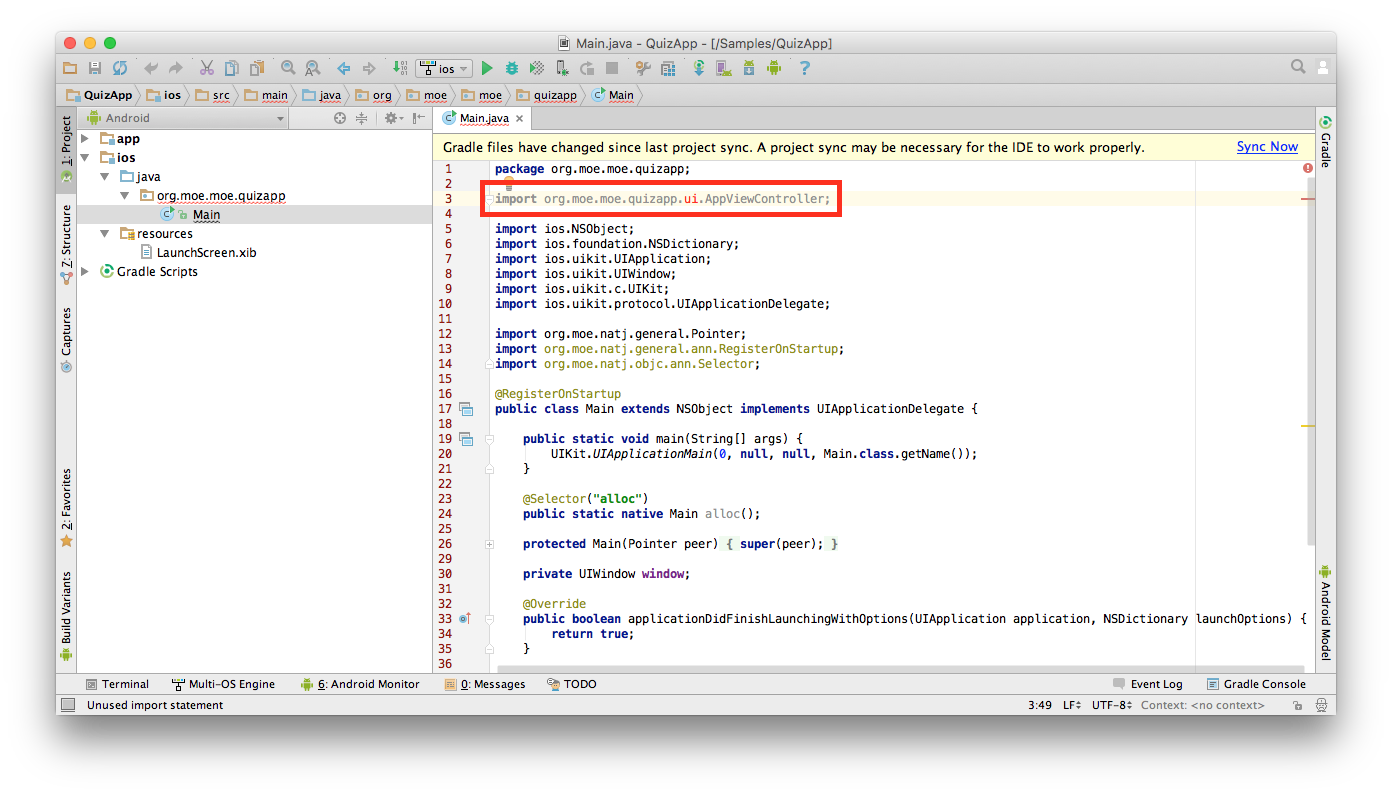 Main.java - QuizApp - [/Samples/QuizApp]
ios
QuizApp ios src main java org moe moe quizapp Main
1: Project
Z: Structure
Captures
2: Favorites
Build Variants
Android
app
ios
java
org.moe.moe.quizapp
Main
resources
LaunchScreen.xib
Gradle Scripts
Main.java
Gradle files have changed since last project sync. A project sync may be necessary for the IDE to work properly. Sync Now
1 package org.moe.moe.quizapp;
2
3 import org.moe.moe.quizapp.ui.AppViewController;
4
5 import ios.NSObject;
6 import ios.foundation.NSDictionary;
7 import ios.uikit.UIApplication;
8 import ios.uikit.UIWindow;
9 import ios.uikit.c.UIKit;
10 import ios.uikit.protocol.UIApplicationDelegate;
11
12 import org.moe.natj.general.Pointer;
13 import org.moe.natj.general.ann.RegisterOnStartup;
14 import org.moe.natj.objc.ann.Selector;
15
16 @RegisterOnStartup
17 public class Main extends NSObject implements UIApplicationDelegate {
18
19 public static void main(String[] args) {
20 UIKit.UIApplicationMain(0, null, null, Main.class.getName());
21 }
22
23 @Selector("alloc")
24 public static native Main alloc();
25
26 protected Main(Pointer peer) { super(peer); }
29
30 private UIWindow window;
31
32 @Override
33 public boolean applicationDidFinishLaunchingWithOptions(UIApplication application, NSDictionary launchOptions) {
34 return true;
35 }
36
Gradle
Android Model
Terminal Multi-OS Engine 6: Android Monitor 0: Messages TODO Event Log Gradle Console
Unused import statement 3:49 LF UTF-8 Context: <no context>